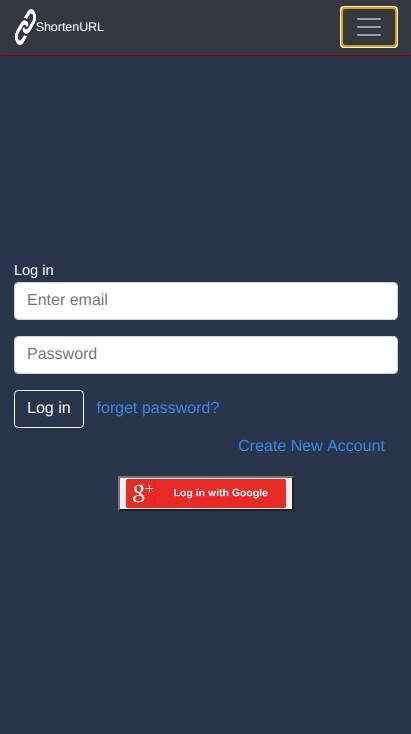 ShortenURL
Log in
Enter email
Password
Log in forget password?
Create New Account
g+ Log in with Google